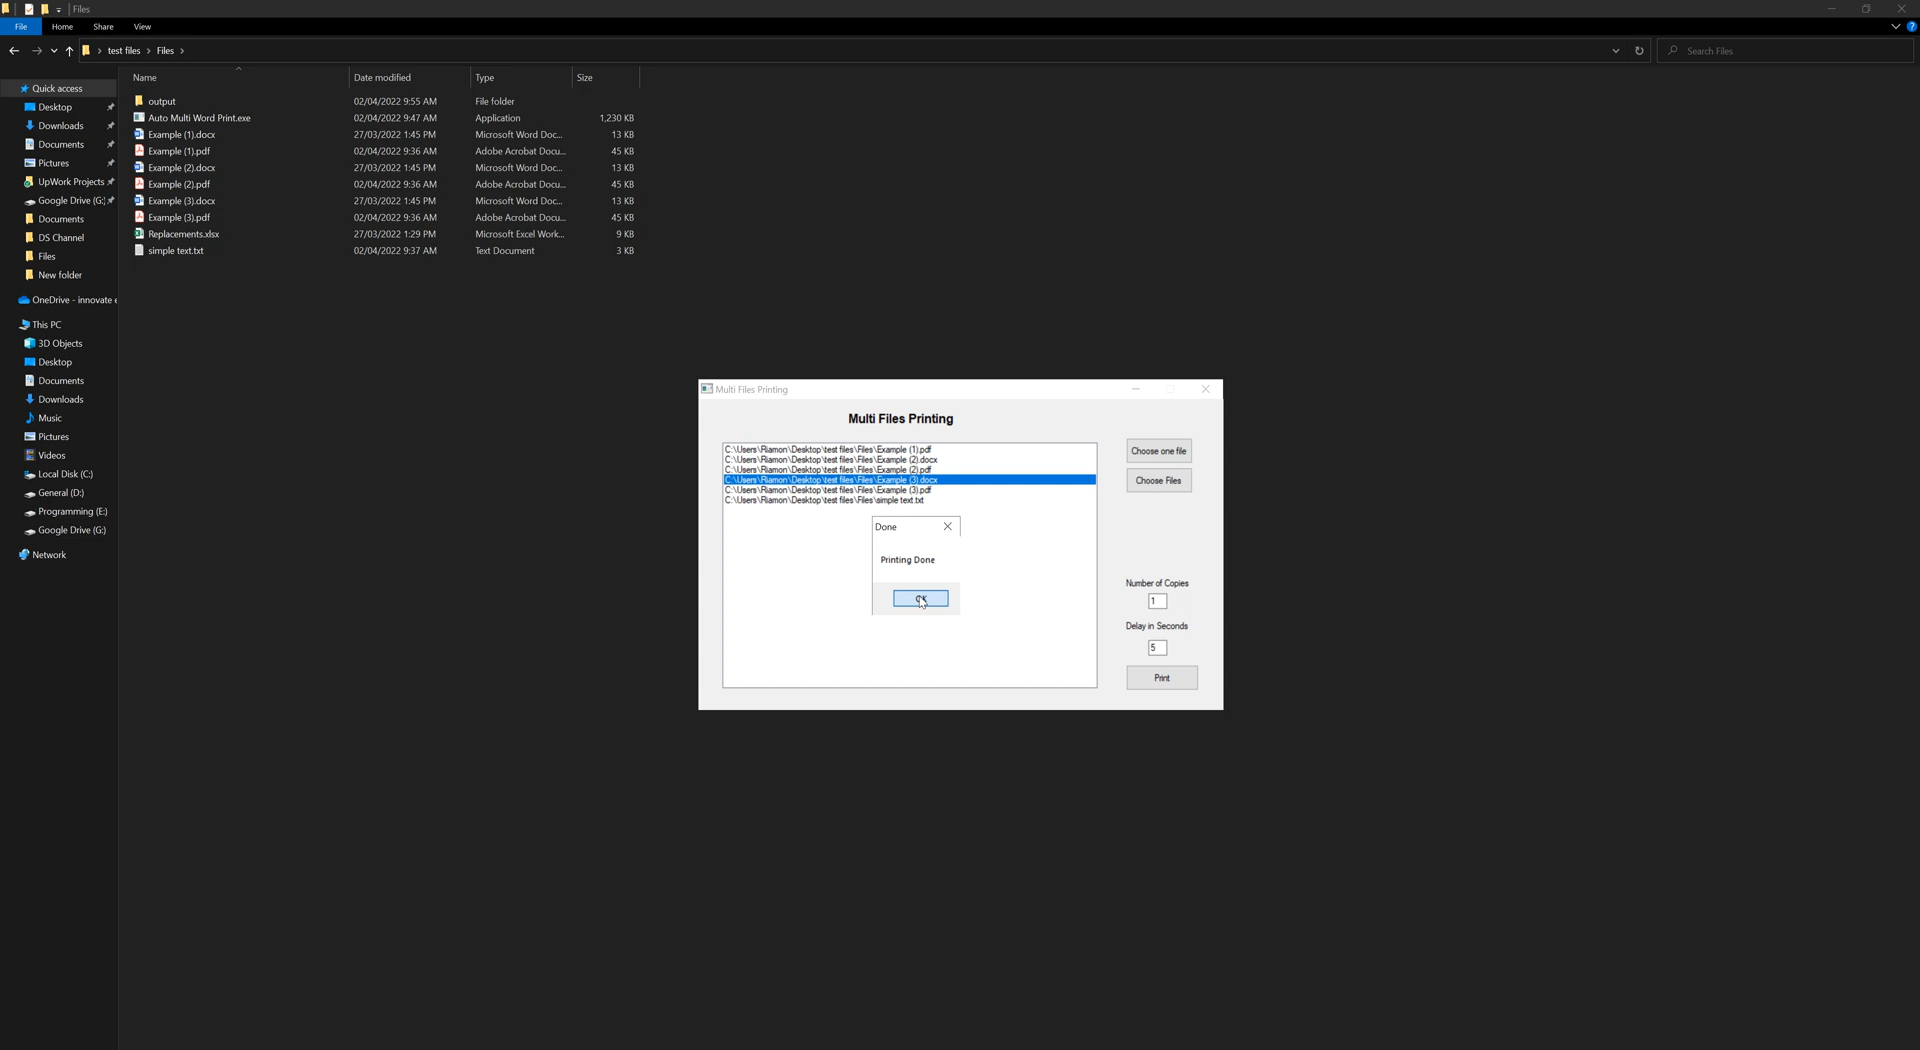 Files
File Home Share View
test files Files
Search Files
Name Date modified Type Size
output 02/04/2022 9:55 AM File folder
Auto Multi Word Print.exe 02/04/2022 9:47 AM Application 1,230 KB
Example (1).docx 27/03/2022 1:45 PM Microsoft Word Doc... 13 KB
Example (1).pdf 02/04/2022 9:36 AM Adobe Acrobat Docu... 45 KB
Example (2).docx 27/03/2022 1:45 PM Microsoft Word Doc... 13 KB
Example (2).pdf 02/04/2022 9:36 AM Adobe Acrobat Docu... 45 KB
Example (3).docx 27/03/2022 1:45 PM Microsoft Word Doc... 13 KB
Example (3).pdf 02/04/2022 9:36 AM Adobe Acrobat Docu... 45 KB
Replacements.xlsx 27/03/2022 1:29 PM Microsoft Excel Work... 9 KB
simple text.txt 02/04/2022 9:37 AM Text Document 3 KB
Quick access
Desktop
Downloads
Documents
Pictures
UpWork Projects
Google Drive (G:)
Documents
DS Channel
Files
New folder
OneDrive - innovate e
This PC
3D Objects
Desktop
Documents
Downloads
Music
Pictures
Videos
Local Disk (C:)
General (D:)
Programming (E:)
Google Drive (G:)
Network
Multi Files Printing
Multi Files Printing
C:\Users\Riamon\Desktop\test files\Files\Example (1).pdf
C:\Users\Riamon\Desktop\test files\Files\Example (2).docx
C:\Users\Riamon\Desktop\test files\Files\Example (2).pdf
C:\Users\Riamon\Desktop\test files\Files\Example (3).docx
C:\Users\Riamon\Desktop\test files\Files\Example (3).pdf
C:\Users\Riamon\Desktop\test files\Files\simple text.txt
Done
Printing Done
OK
Choose one file
Choose Files
Number of Copies
1
Delay in Seconds
5
Print